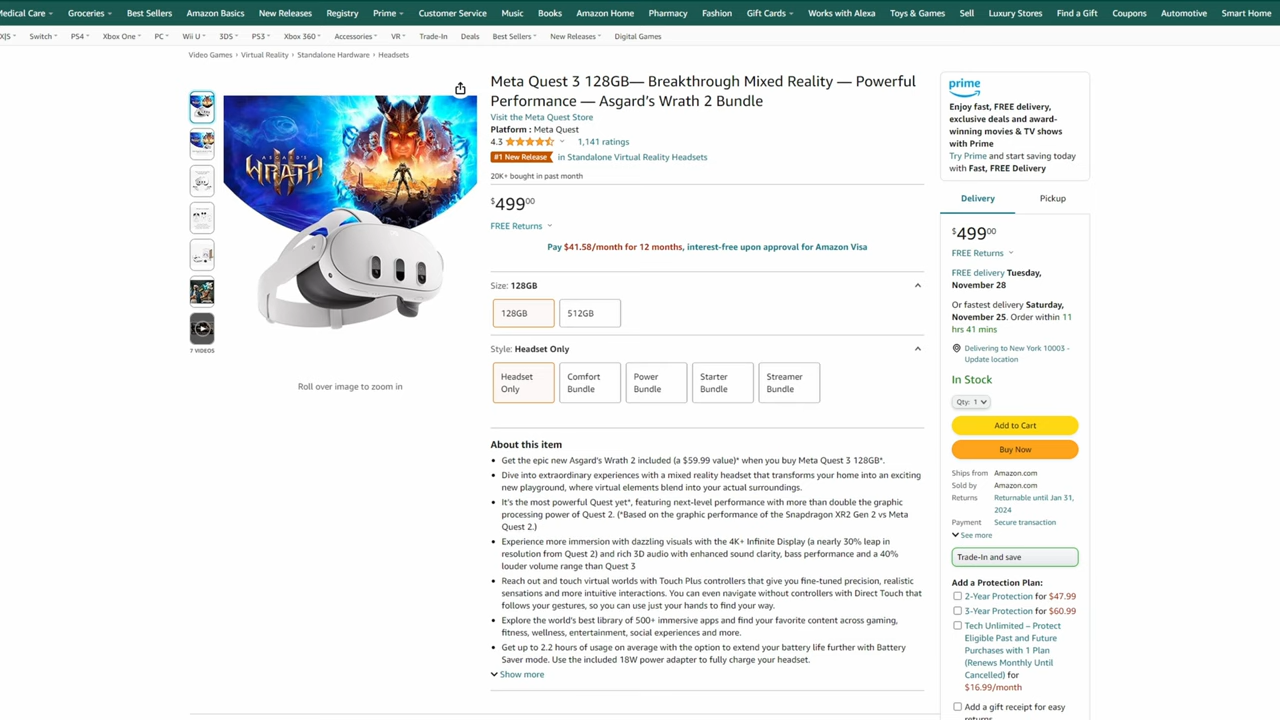 Medical Care Groceries Best Sellers Amazon Basics New Releases Registry Prime Customer Service Music Books Amazon Home Pharmacy Fashion Gift Cards Works with Alexa Toys & Games Sell Luxury Stores Find a Gift Coupons Automotive Smart Home
X|S Switch PS4 Xbox One PC Wii U 3DS PS3 Xbox 360 Accessories VR Trade-In Deals Best Sellers New Releases Digital Games
Video Games › Virtual Reality › Standalone Hardware › Headsets
ASGARD'S
WRATH
7 VIDEOS
Roll over image to zoom in
Meta Quest 3 128GB— Breakthrough Mixed Reality — Powerful
Performance — Asgard's Wrath 2 Bundle
Visit the Meta Quest Store
Platform : Meta Quest
4.3 1,141 ratings
#1 New Release in Standalone Virtual Reality Headsets
20K+ bought in past month
$49900
FREE Returns
Pay $41.58/month for 12 months, interest-free upon approval for Amazon Visa
Size: 128GB
128GB 512GB
Style: Headset Only
Headset Only
Comfort Bundle
Power Bundle
Starter Bundle
Streamer Bundle
About this item
• Get the epic new Asgard's Wrath 2 included (a $59.99 value)* when you buy Meta Quest 3 128GB*.
• Dive into extraordinary experiences with a mixed reality headset that transforms your home into an exciting
new playground, where virtual elements blend into your actual surroundings.
• It's the most powerful Quest yet*, featuring next-level performance with more than double the graphic
processing power of Quest 2. (*Based on the graphic performance of the Snapdragon XR2 Gen 2 vs Meta
Quest 2.)
• Experience more immersion with dazzling visuals with the 4K+ Infinite Display (a nearly 30% leap in
resolution from Quest 2) and rich 3D audio with enhanced sound clarity, bass performance and a 40%
louder volume range than Quest 3
• Reach out and touch virtual worlds with Touch Plus controllers that give you fine-tuned precision, realistic
sensations and more intuitive interactions. You can even navigate without controllers with Direct Touch that
follows your gestures, so you can use just your hands to find your way.
• Explore the world's best library of 500+ immersive apps and find your favorite content across gaming,
fitness, wellness, entertainment, social experiences and more.
• Get up to 2.2 hours of usage on average with the option to extend your battery life further with Battery
Saver mode. Use the included 18W power adapter to fully charge your headset.
Show more
prime
Enjoy fast, FREE delivery,
exclusive deals and award-
winning movies & TV shows
with Prime
Try Prime and start saving today
with Fast, FREE Delivery
Delivery Pickup
$49900
FREE Returns
FREE delivery Tuesday,
November 28
Or fastest delivery Saturday,
November 25. Order within 11
hrs 41 mins
Delivering to New York 10003 -
Update location
In Stock
Qty: 1
Add to Cart
Buy Now
Ships from Amazon.com
Sold by Amazon.com
Returns Returnable until Jan 31,
2024
Payment Secure transaction
See more
Trade-In and save
Add a Protection Plan:
2-Year Protection for $47.99
3-Year Protection for $60.99
Tech Unlimited – Protect
Eligible Past and Future
Purchases with 1 Plan
(Renews Monthly Until
Cancelled) for
$16.99/month
Add a gift receipt for easy
returns